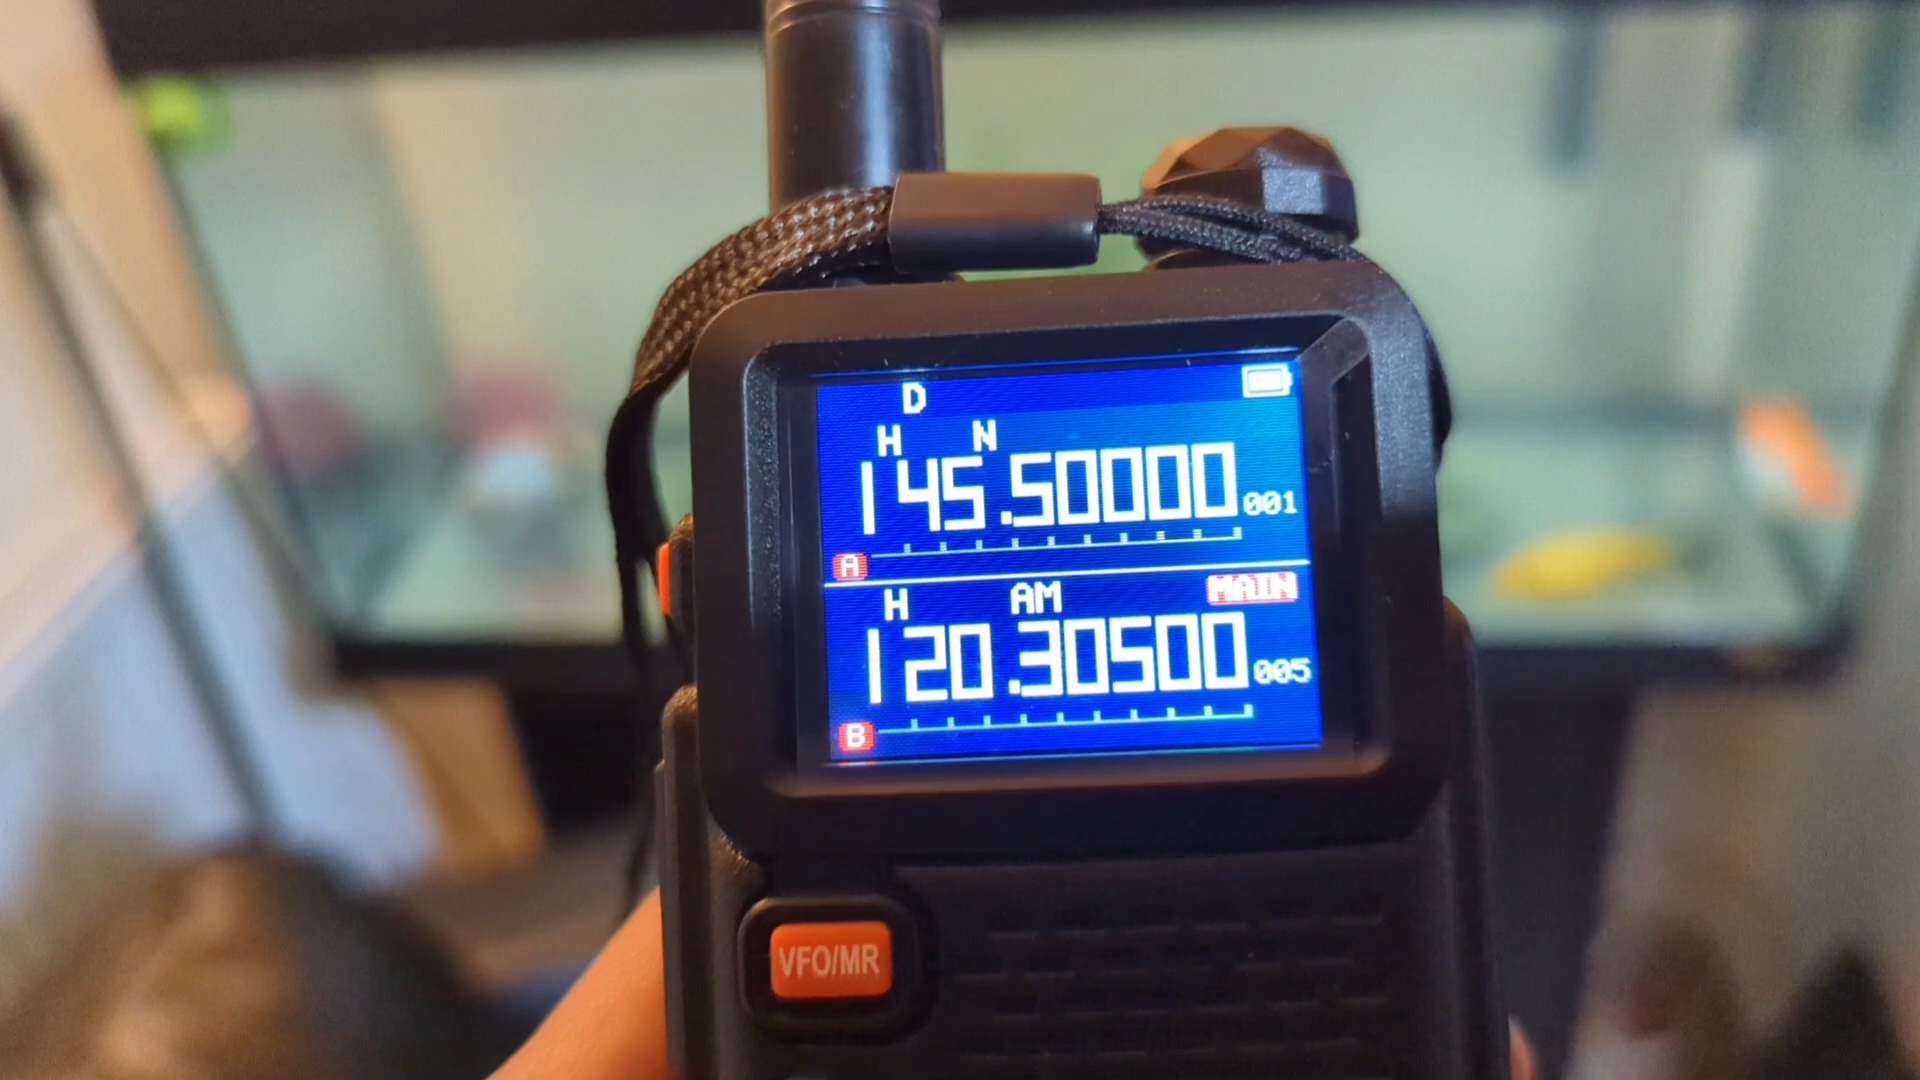 D
H N
145.50000 001
A
H AM MAIN
120.30500 005
B
VFO/MR